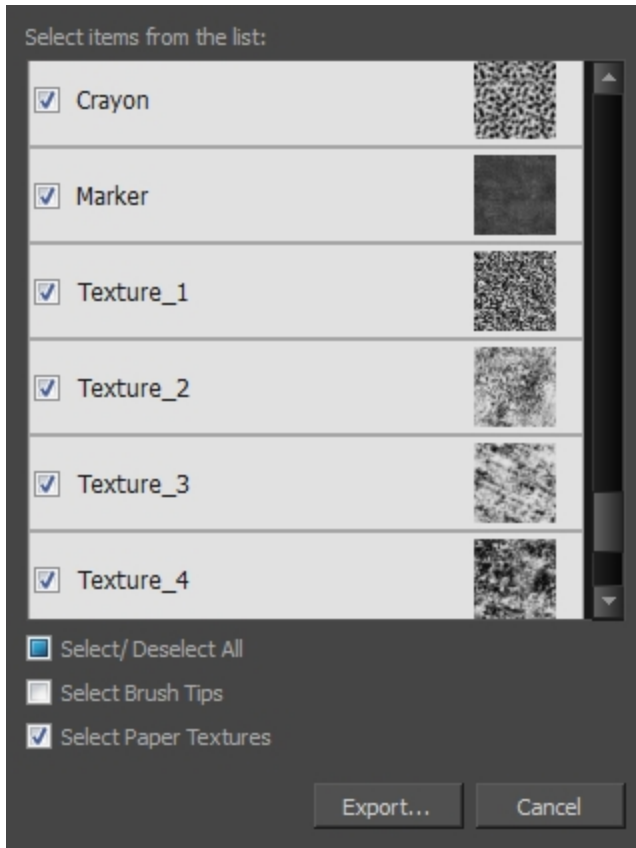 Select items from the list:
Crayon
Marker
Texture_1
Texture_2
Texture_3
Texture_4
Select/ Deselect All
Select Brush Tips
Select Paper Textures
Export... Cancel